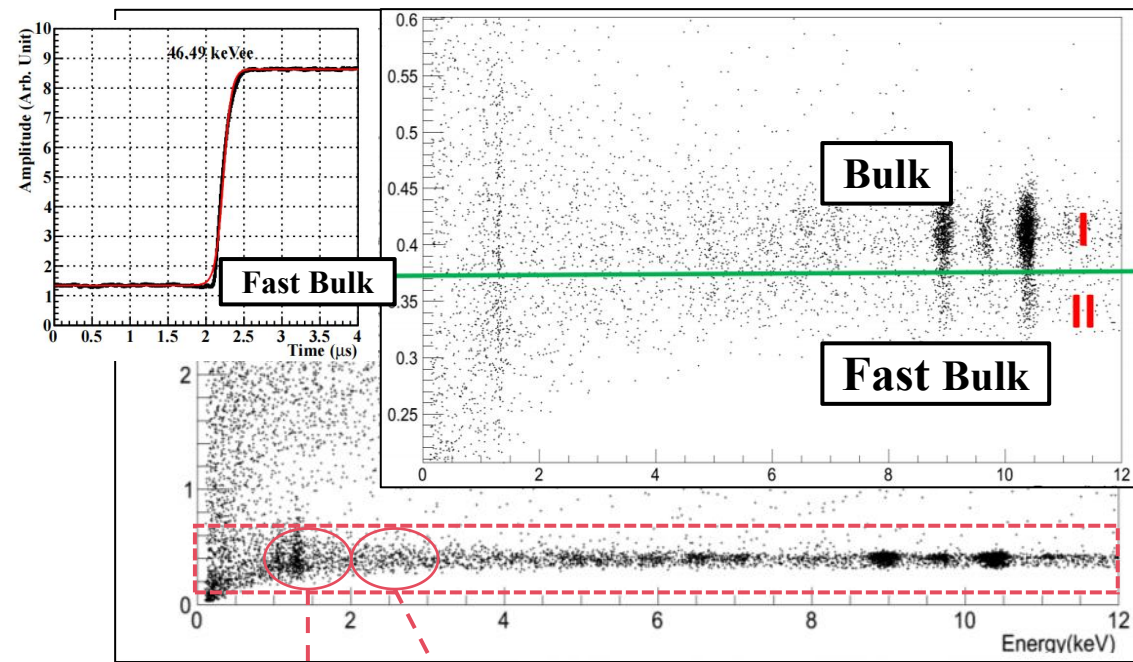 10
9
8
7
6
5
4
3
2
1
0
Amplitude (Arb. Unit)
46.49 keVee
0 0.5 1 1.5 2 2.5 3 3.5 4
Time (μs)
Fast Bulk
0.6
0.55
0.5
0.45
0.4
0.35
0.3
0.25
Bulk
I
II
Fast Bulk
0 2 4 6 8 10 12
2
1
0
0 2 4 6 8 10 12
Energy(keV)